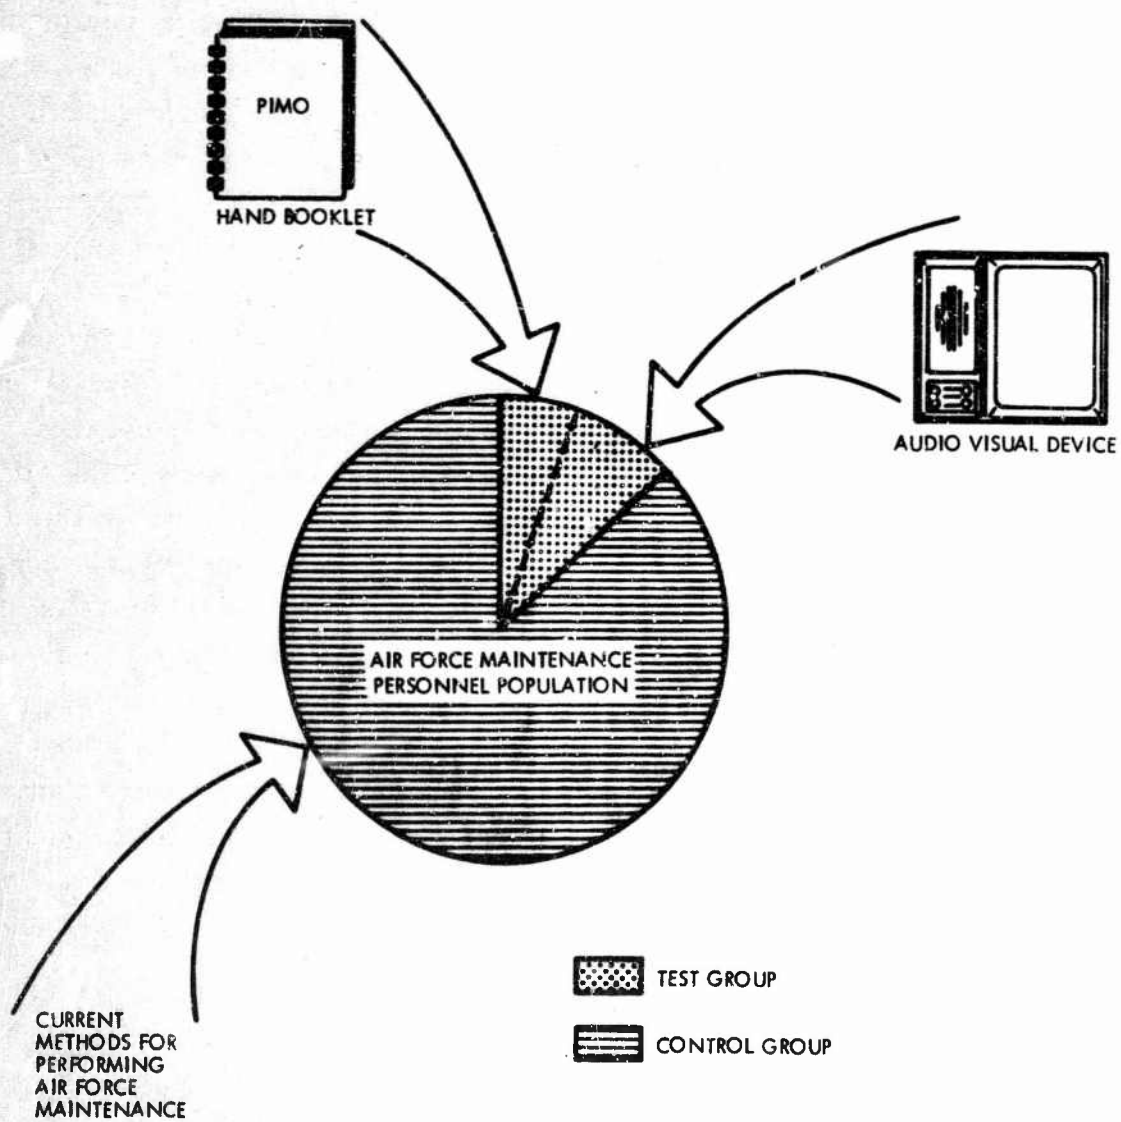 PIMO
HAND BOOKLET
AUDIO VISUAL DEVICE
AIR FORCE MAINTENANCE
PERSONNEL POPULATION
CURRENT
METHODS FOR
PERFORMING
AIR FORCE
MAINTENANCE
TEST GROUP
CONTROL GROUP